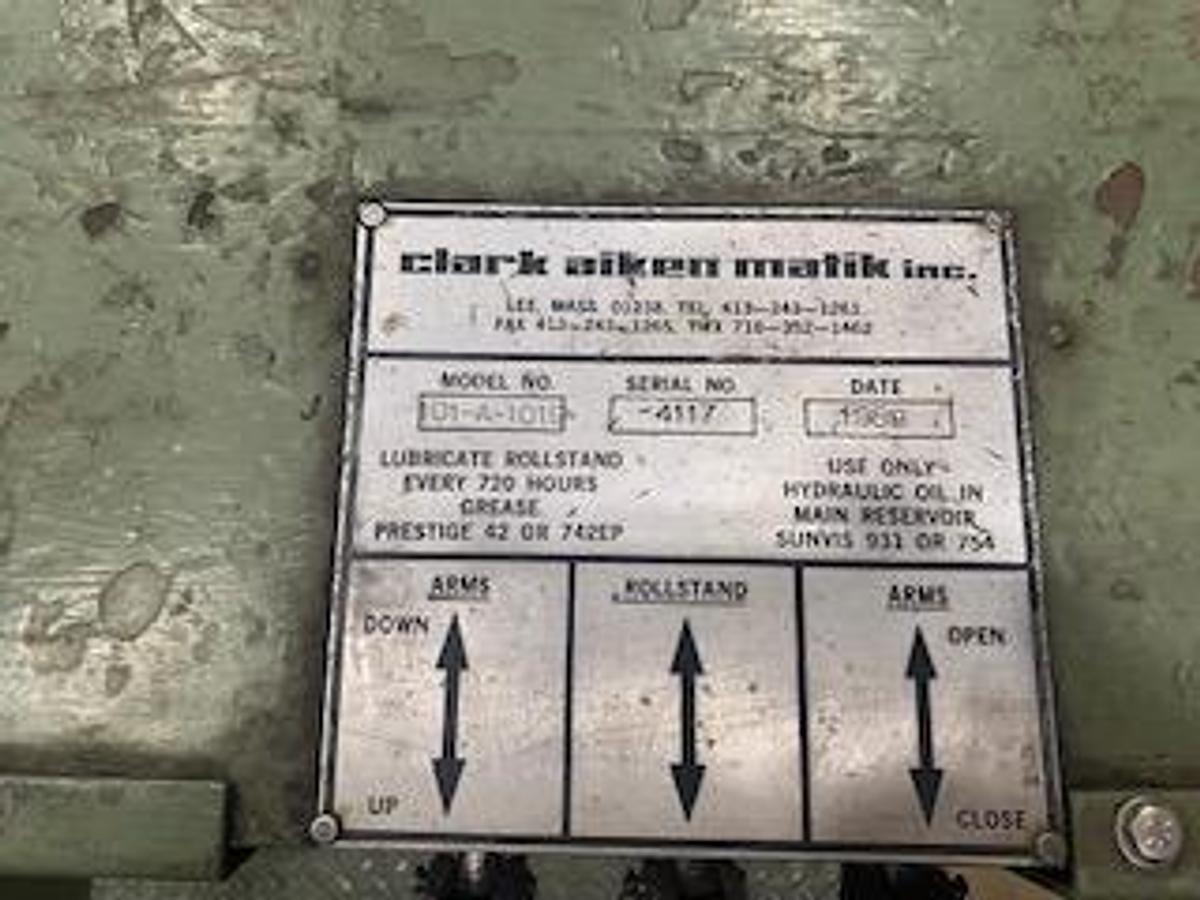 clark aiken matik inc.
LEE, MASS. 01238, TEL. 413-243-1261
FAX 413-243-1265, TWX 710-352-1462
MODEL NO. SERIAL NO. DATE
-4117
LUBRICATE ROLLSTAND
EVERY 720 HOURS
GREASE
PRESTIGE 42 OR 742EP
USE ONLY
HYDRAULIC OIL IN
MAIN RESERVOIR
SUNVIS 931 OR 754
ARMS
DOWN
UP
ROLLSTAND
ARMS
OPEN
CLOSE